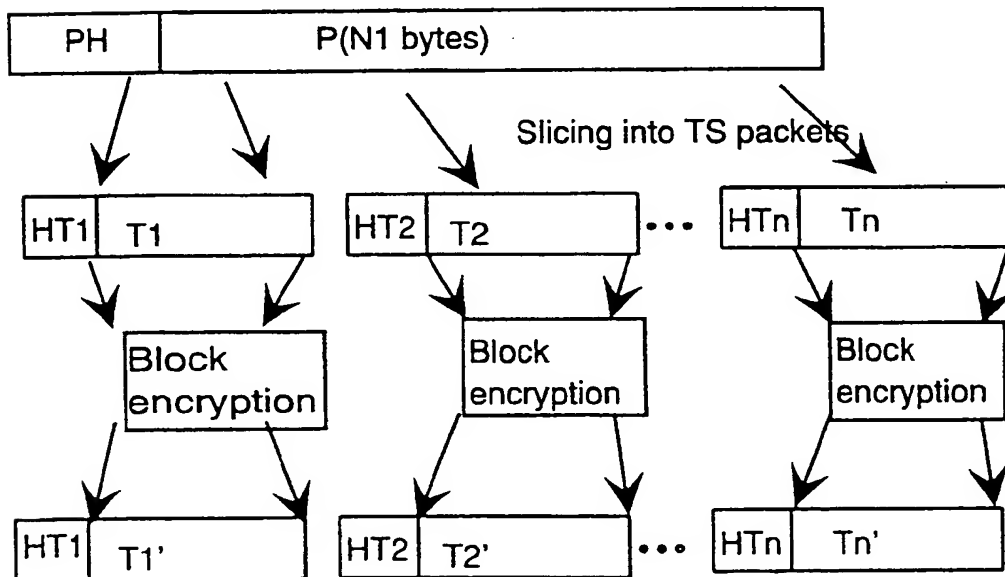 PH P(N1 bytes)
Slicing into TS packets
HT1 T1 HT2 T2 ••• HTn Tn
Block Block Block
encryption encryption encryption
HT1 T1' HT2 T2' ••• HTn Tn'